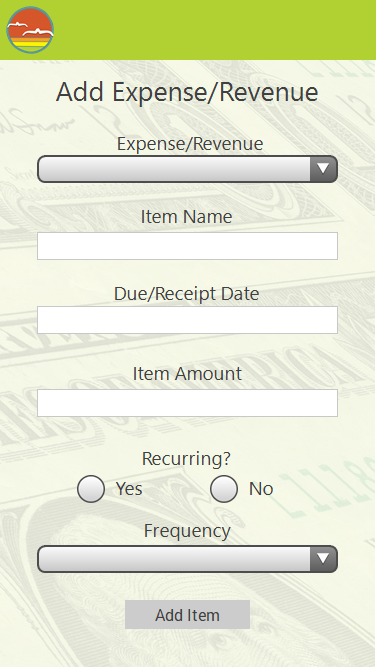 Add Expense/Revenue
Expense/Revenue
Item Name
Due/Receipt Date
Item Amount
Recurring?
Yes No
Frequency
Add Item